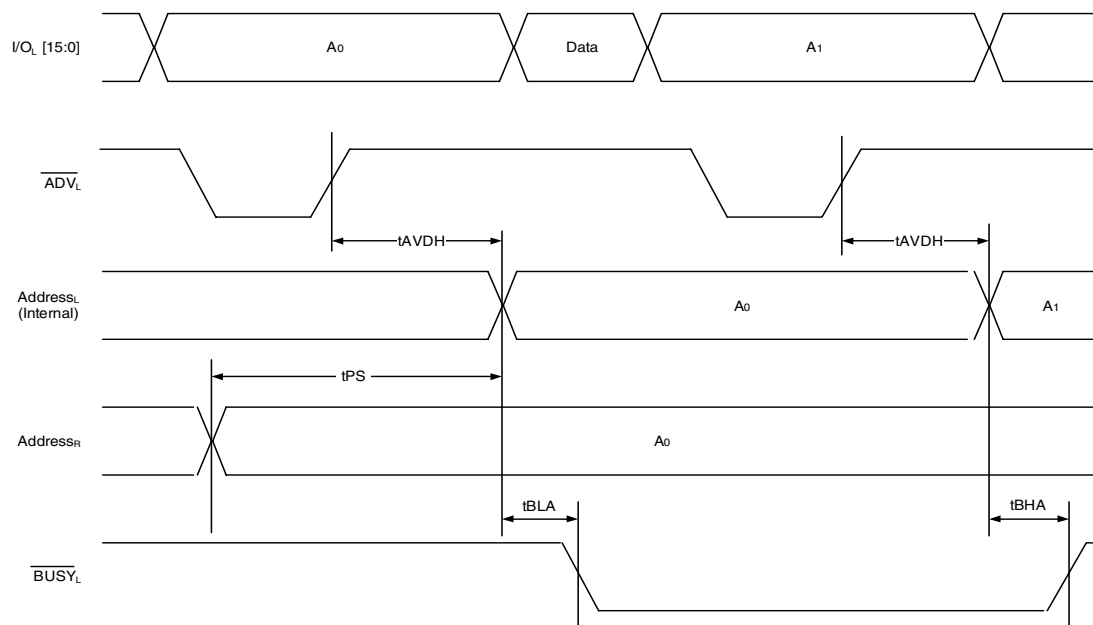 I/OL [15:0]
A0
Data
A1
ADVL
tAVDH
tAVDH
AddressL
(Internal)
A0
A1
tPS
AddressR
A0
tBLA
tBHA
BUSYL